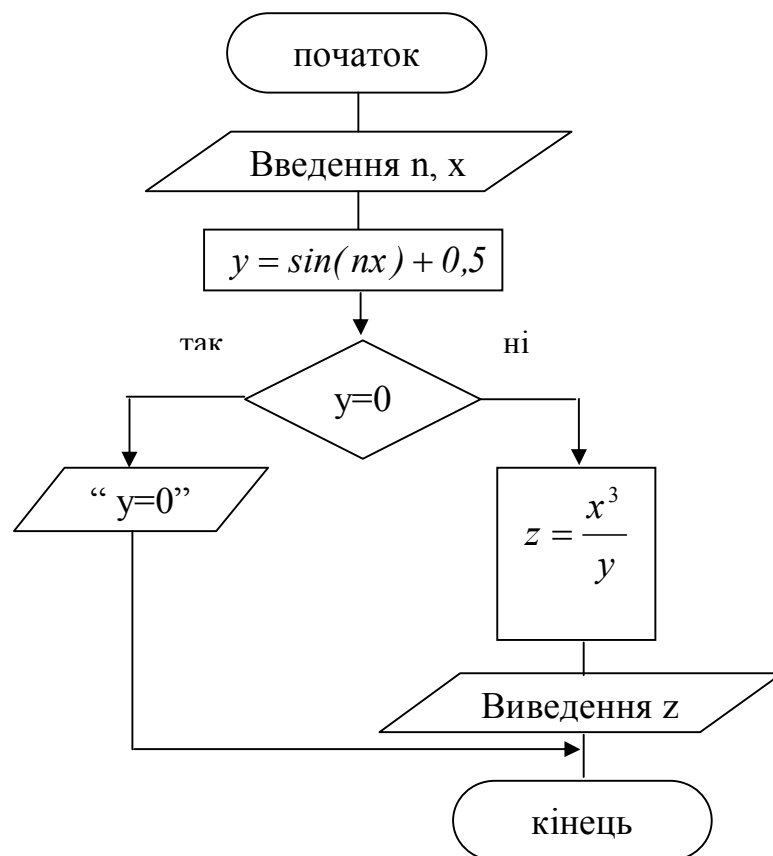 початок
Введення n, x
y = sin( nx ) + 0,5
так
ні
y=0
“ y=0”
z = x³/y
Виведення z
кінець